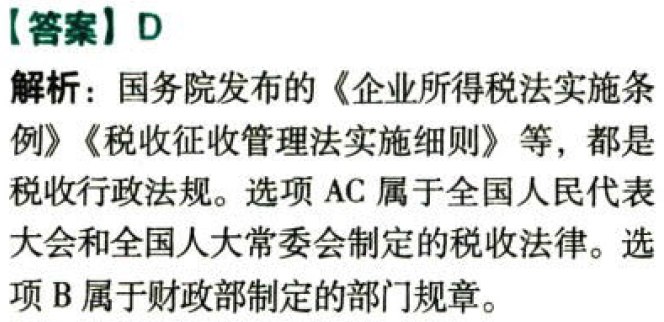 【答案】D
解析：国务院发布的《企业所得税法实施条
例》《税收征收管理法实施细则》等，都是
税收行政法规。选项 AC 属于全国人民代表
大会和全国人大常委会制定的税收法律。选
项 B 属于财政部制定的部门规章。